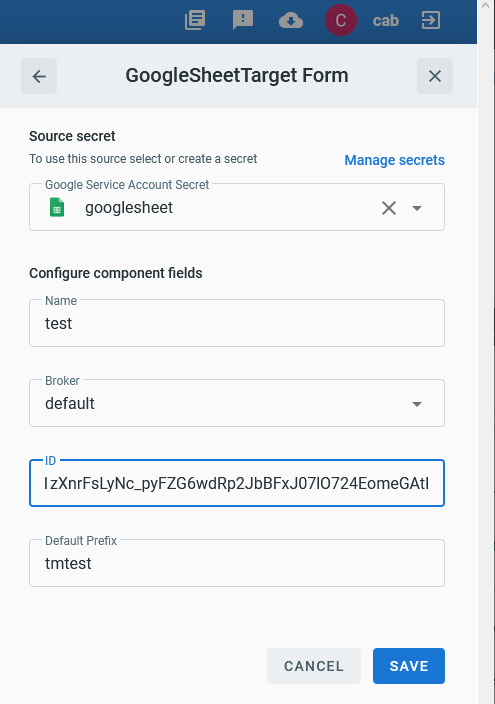 C cab
GoogleSheetTarget Form
Source secret
To use this source select or create a secret
Manage secrets
Google Service Account Secret
googlesheet
Configure component fields
Name
test
Broker
default
ID
Default Prefix
tmtest
CANCEL SAVE